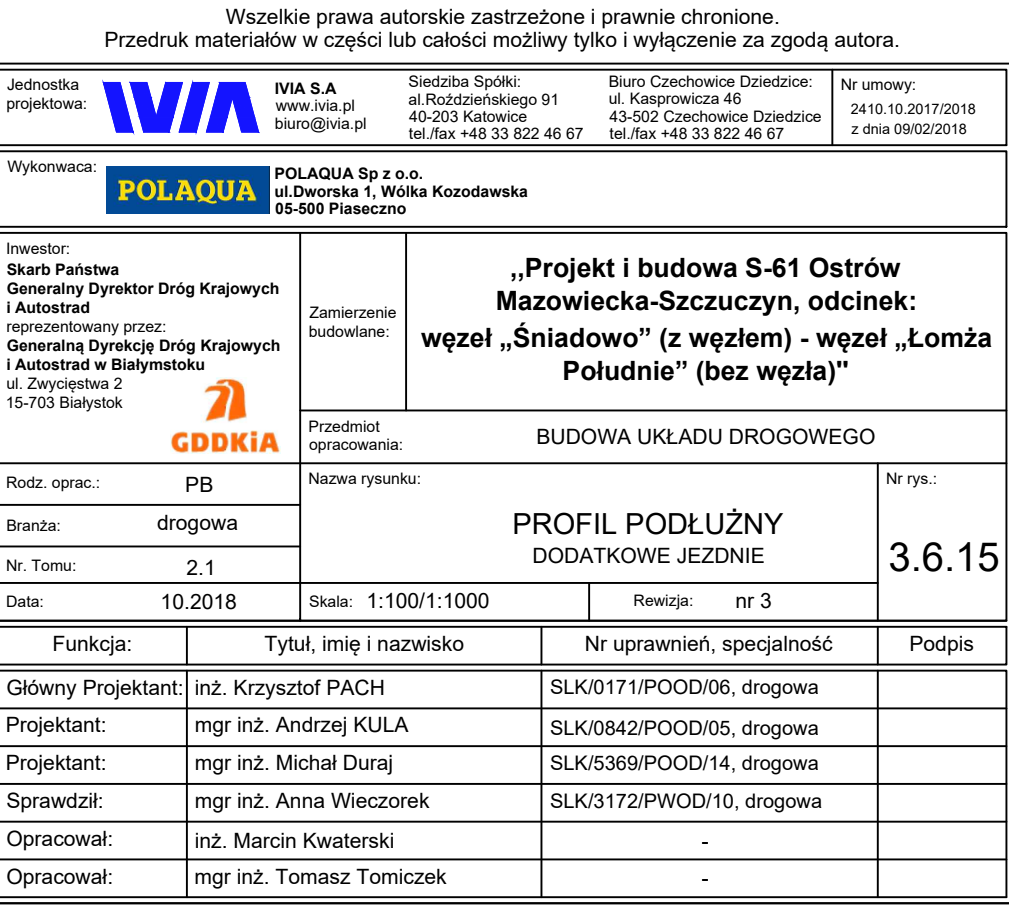 Wszelkie prawa autorskie zastrzeżone i prawnie chronione.
Przedruk materiałów w części lub całości możliwy tylko i wyłączenie za zgodą autora.
Jednostka
projektowa:
IVIA
IVIA S.A
www.ivia.pl
biuro@ivia.pl
Siedziba Spółki:
al.Roździeńskiego 91
40-203 Katowice
tel./fax +48 33 822 46 67
Biuro Czechowice Dziedzice:
ul. Kasprowicza 46
43-502 Czechowice Dziedzice
tel./fax +48 33 822 46 67
Nr umowy:
2410.10.2017/2018
z dnia 09/02/2018
Wykonwaca:
POLAQUA
POLAQUA Sp z o.o.
ul.Dworska 1, Wólka Kozodawska
05-500 Piaseczno
Inwestor:
Skarb Państwa
Generalny Dyrektor Dróg Krajowych
i Autostrad
reprezentowany przez:
Generalną Dyrekcję Dróg Krajowych
i Autostrad w Białymstoku
ul. Zwycięstwa 2
15-703 Białystok
GDDKiA
Zamierzenie
budowlane:
,,Projekt i budowa S-61 Ostrów
Mazowiecka-Szczuczyn, odcinek:
węzeł „Śniadowo” (z węzłem) - węzeł „Łomża
Południe” (bez węzła)"
Przedmiot
opracowania:
BUDOWA UKŁADU DROGOWEGO
Rodz. oprac.: PB
Branża: drogowa
Nr. Tomu: 2.1
Data: 10.2018
Nazwa rysunku:
PROFIL PODŁUŻNY
DODATKOWE JEZDNIE
Skala: 1:100/1:1000
Rewizja: nr 3
Nr rys.:
3.6.15
Funkcja: Tytuł, imię i nazwisko Nr uprawnień, specjalność Podpis
Główny Projektant: inż. Krzysztof PACH SLK/0171/POOD/06, drogowa
Projektant: mgr inż. Andrzej KULA SLK/0842/POOD/05, drogowa
Projektant: mgr inż. Michał Duraj SLK/5369/POOD/14, drogowa
Sprawdził: mgr inż. Anna Wieczorek SLK/3172/PWOD/10, drogowa
Opracował: inż. Marcin Kwaterski -
Opracował: mgr inż. Tomasz Tomiczek -